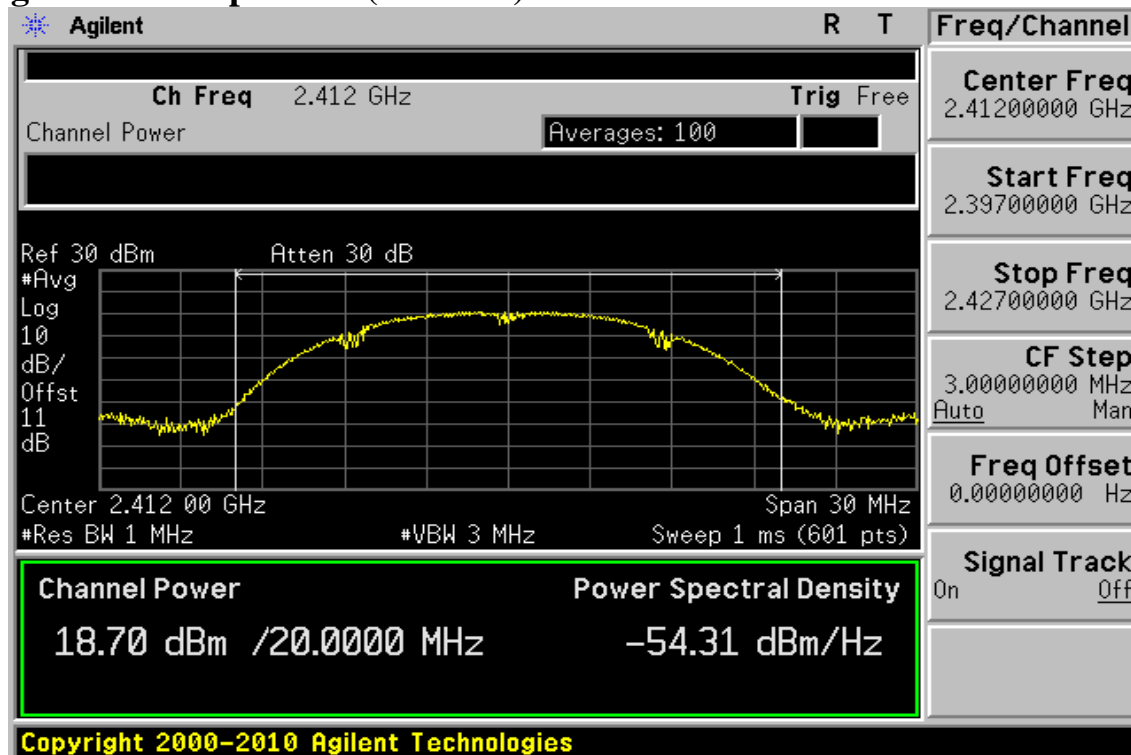 Agilent R T
Freq/Channel
Ch Freq 2.412 GHz Trig Free
Channel Power Averages: 100
Ref 30 dBm Atten 30 dB
#Avg
Log
10
dB/
Offst
11
dB
Center 2.412 00 GHz Span 30 MHz
#Res BW 1 MHz #VBW 3 MHz Sweep 1 ms (601 pts)
Channel Power Power Spectral Density
18.70 dBm /20.0000 MHz -54.31 dBm/Hz
Center Freq
2.41200000 GHz
Start Freq
2.39700000 GHz
Stop Freq
2.42700000 GHz
CF Step
3.00000000 MHz
Auto Man
Freq Offset
0.00000000 Hz
Signal Track
On Off
Copyright 2000-2010 Agilent Technologies